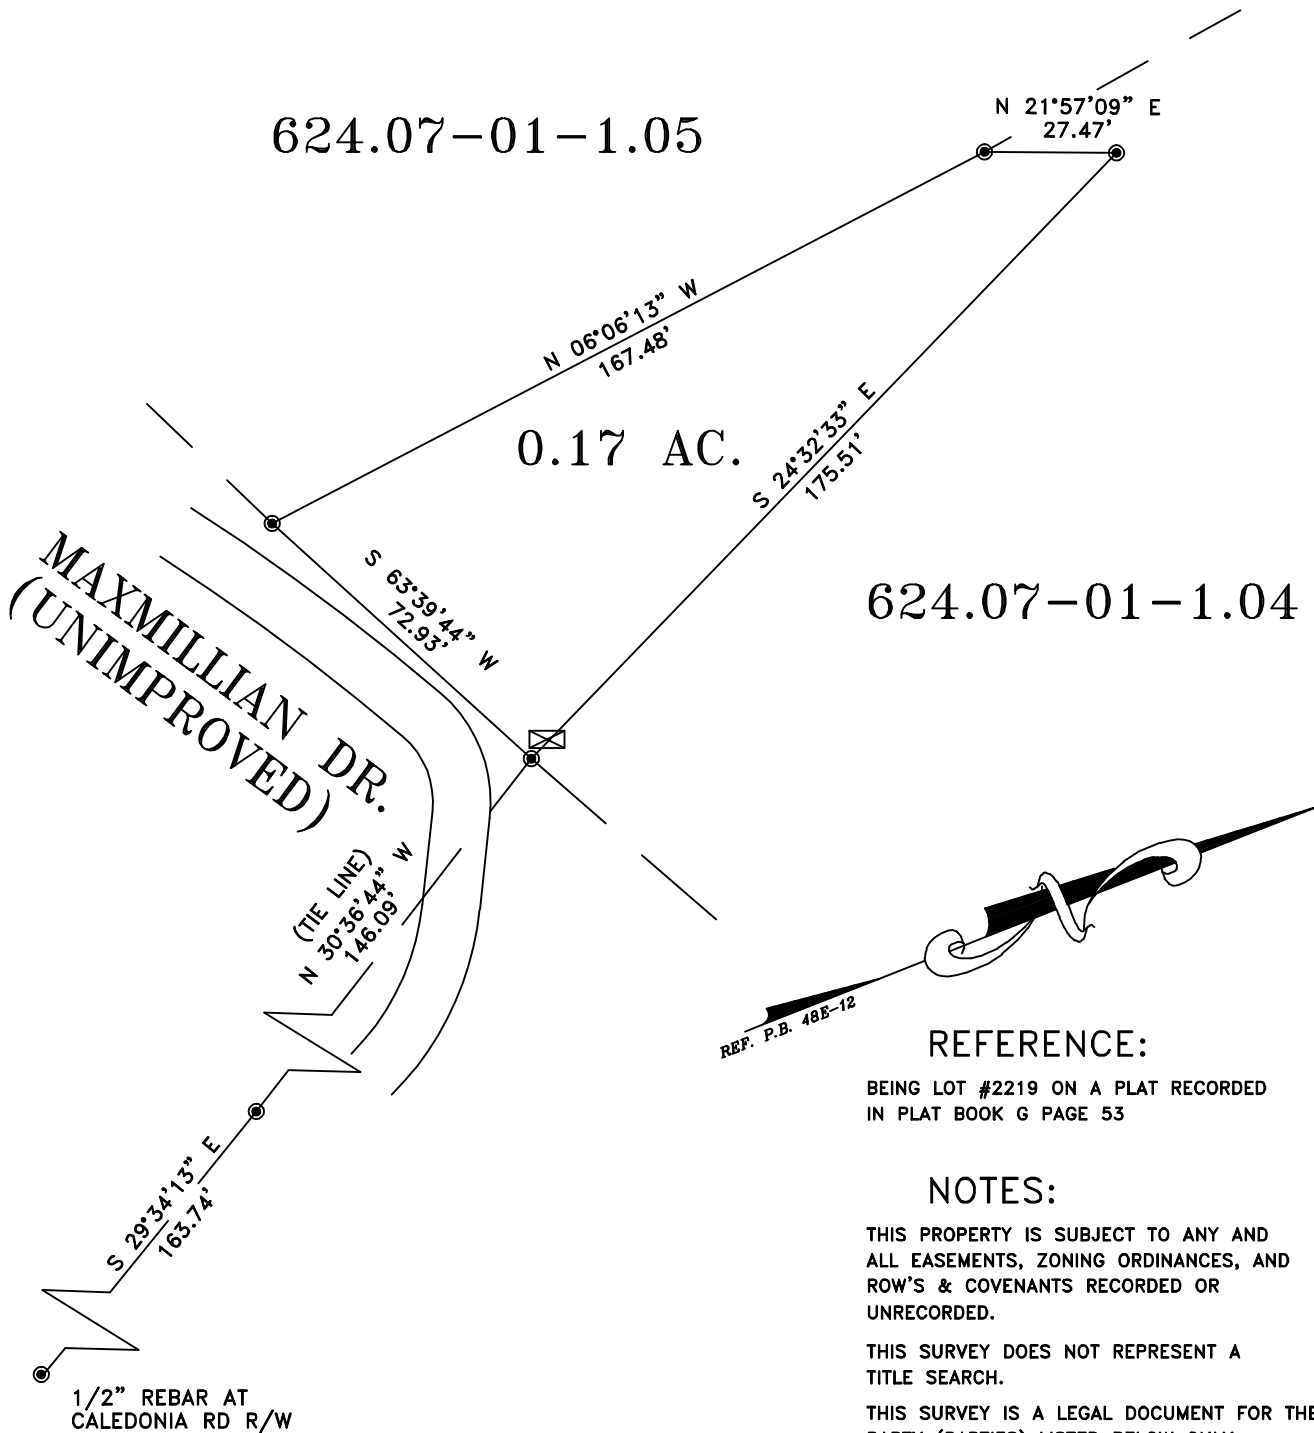 N 21°57'09" E
27.47'
624.07-01-1.05
N 06°06'13" W
167.48'
0.17 AC.
S 24°32'33" E
175.51'
S 63°39'44" W
72.93'
624.07-01-1.04
MAXMILLIAN DR.
(UNIMPROVED)
(TIE LINE)
N 30°36'44" W
146.09'
N
REF. P.B. 48E-12
S 29°34'13" E
163.74'
1/2" REBAR AT
CALEDONIA RD R/W
REFERENCE:
BEING LOT #2219 ON A PLAT RECORDED
IN PLAT BOOK G PAGE 53
NOTES:
THIS PROPERTY IS SUBJECT TO ANY AND
ALL EASEMENTS, ZONING ORDINANCES, AND
ROW'S & COVENANTS RECORDED OR
UNRECORDED.
THIS SURVEY DOES NOT REPRESENT A
TITLE SEARCH.
THIS SURVEY IS A LEGAL DOCUMENT FOR THE